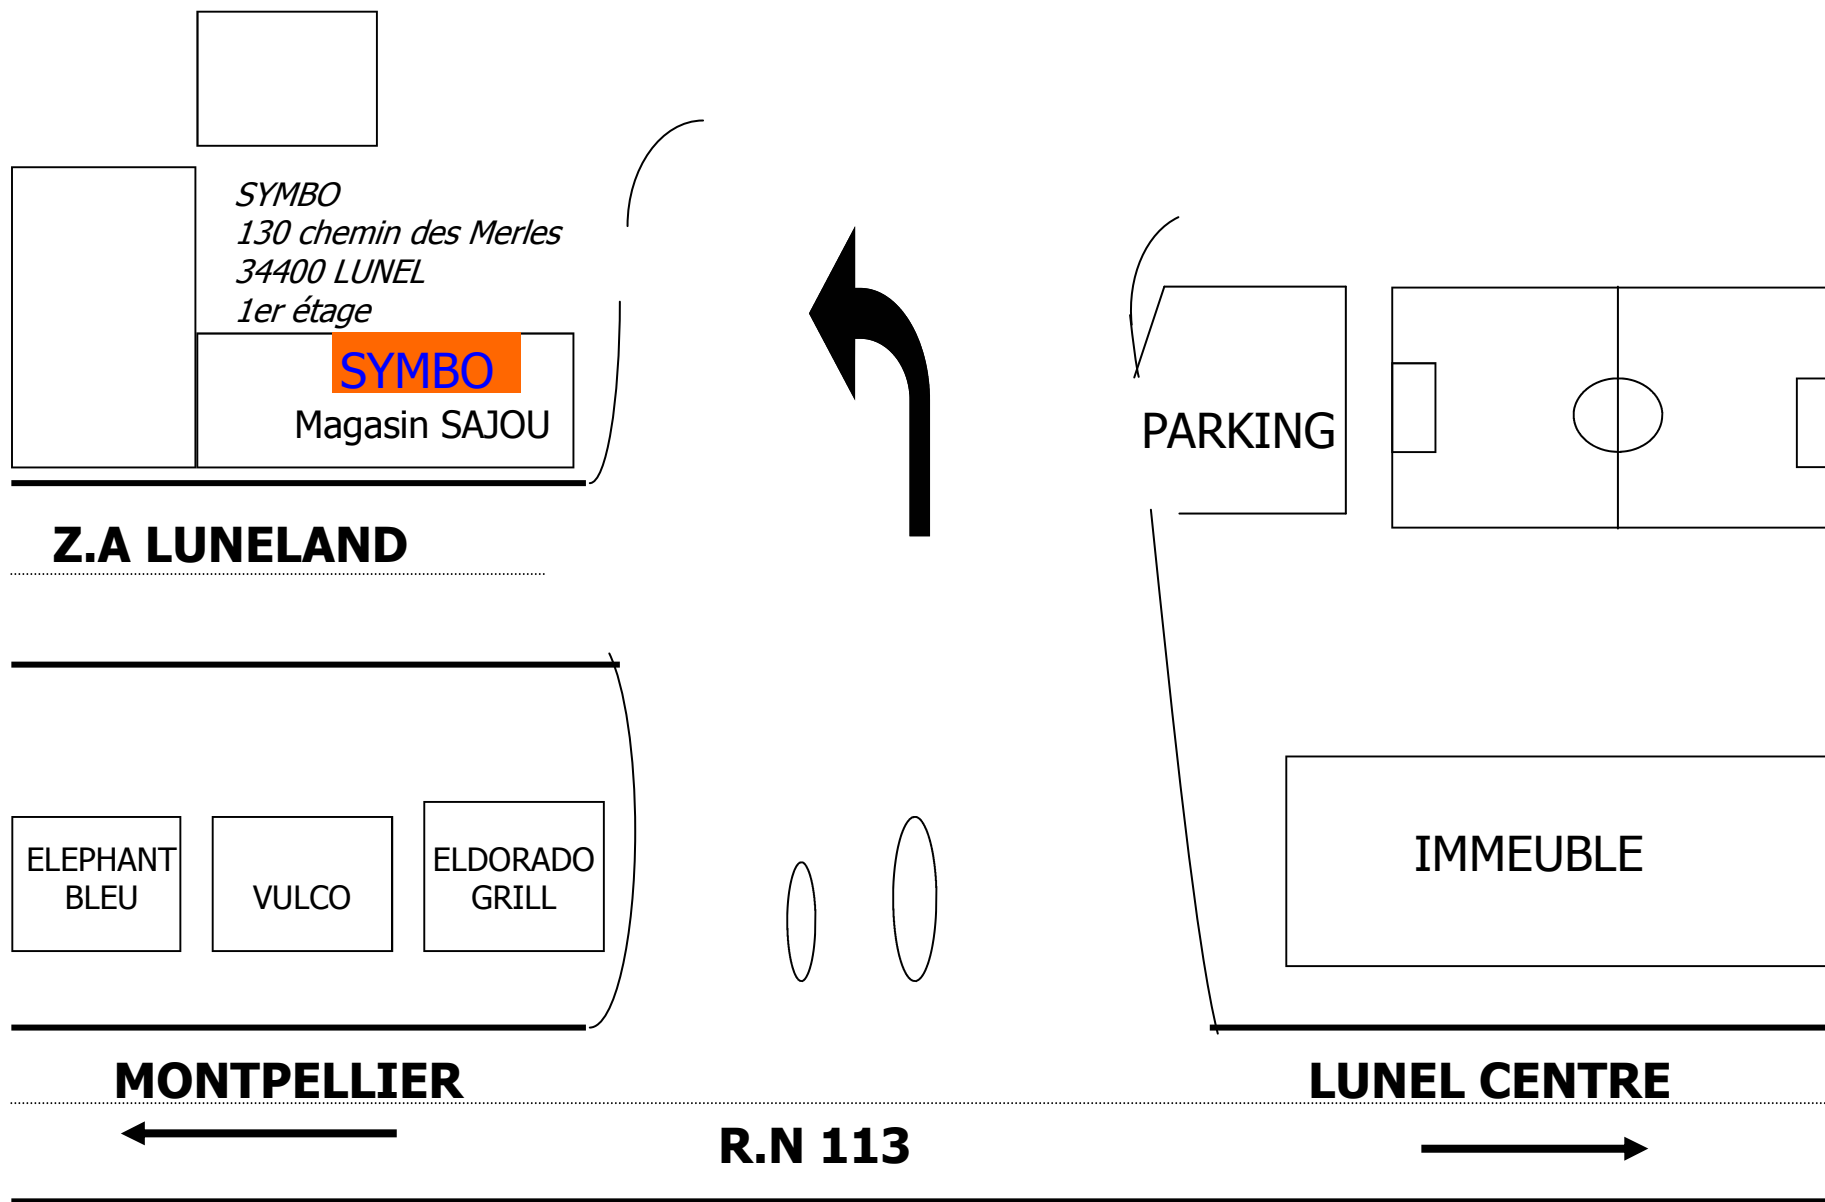 SYMBO
130 chemin des Merles
34400 LUNEL
1er étage
SYMBO
Magasin SAJOU
PARKING
Z.A LUNELAND
ELEPHANT
BLEU
VULCO
ELDORADO
GRILL
IMMEUBLE
MONTPELLIER
LUNEL CENTRE
R.N 113